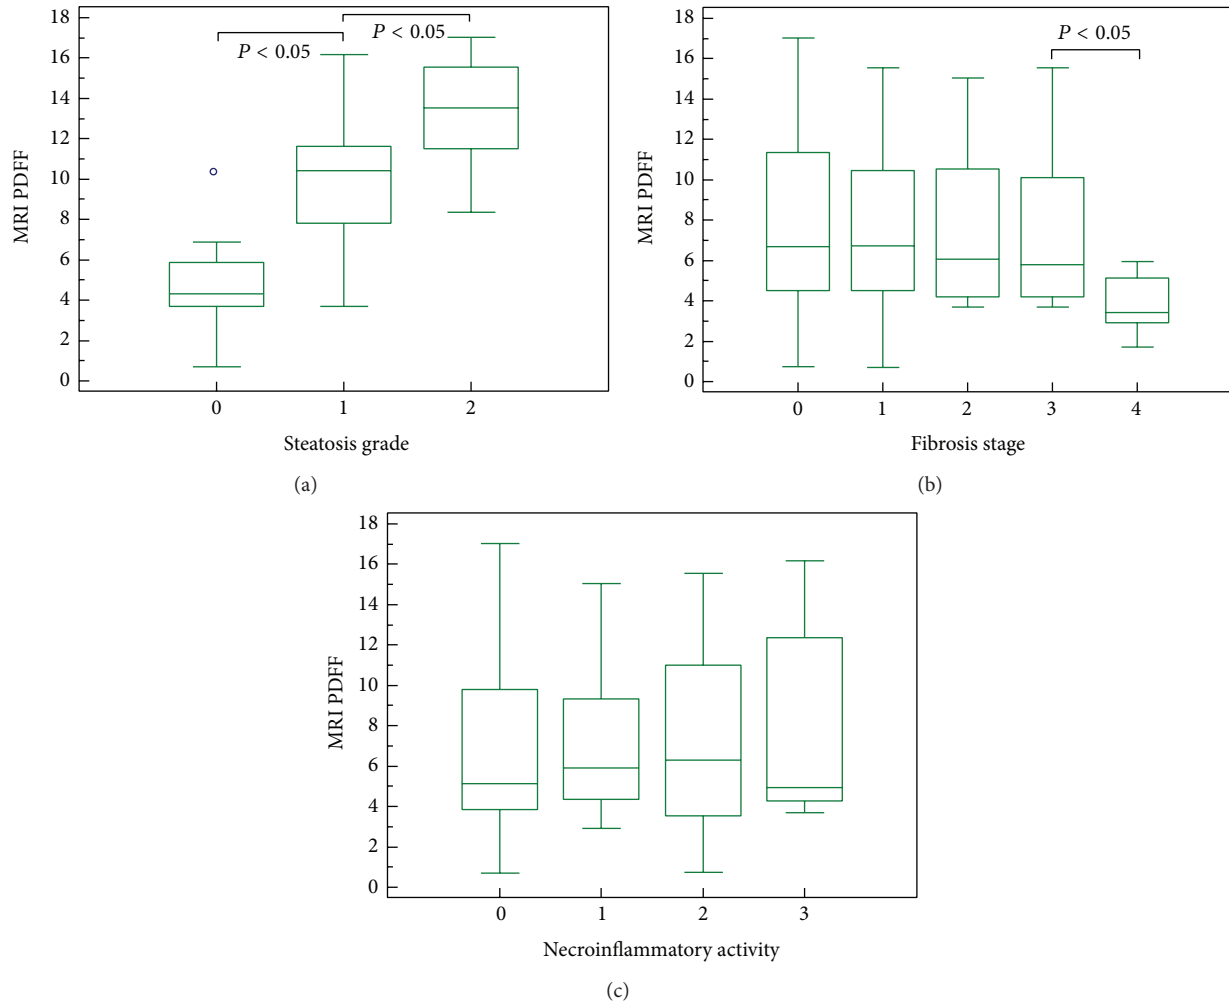 18
16
14
12
10
8
6
4
2
0
MRI PDFF
P < 0.05
P < 0.05
0 1 2
Steatosis grade
(a)
18
16
14
12
10
8
6
4
2
0
MRI PDFF
P < 0.05
0 1 2 3 4
Fibrosis stage
(b)
18
16
14
12
10
8
6
4
2
0
MRI PDFF
0 1 2 3
Necroinflammatory activity
(c)